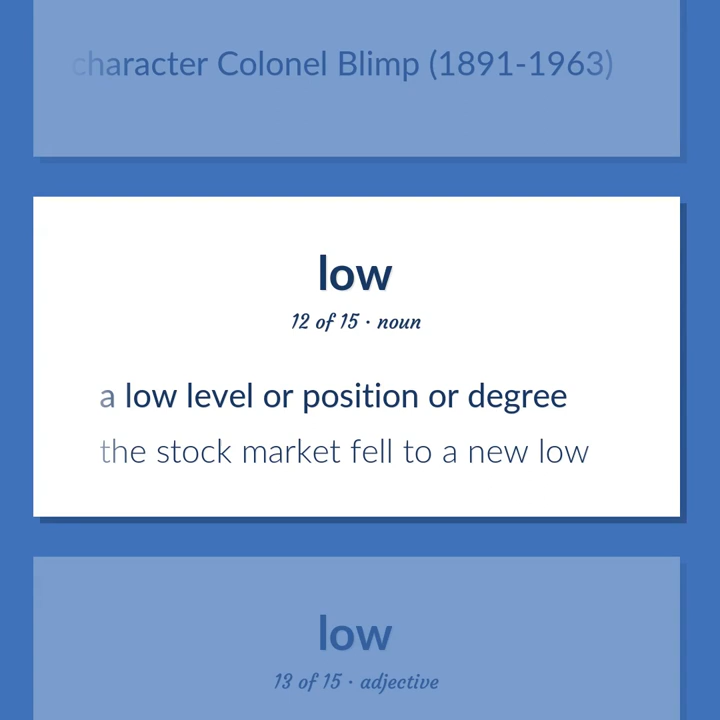 character Colonel Blimp (1891-1963)
low
12 of 15 · noun
a low level or position or degree
the stock market fell to a new low
low
13 of 15 · adjective